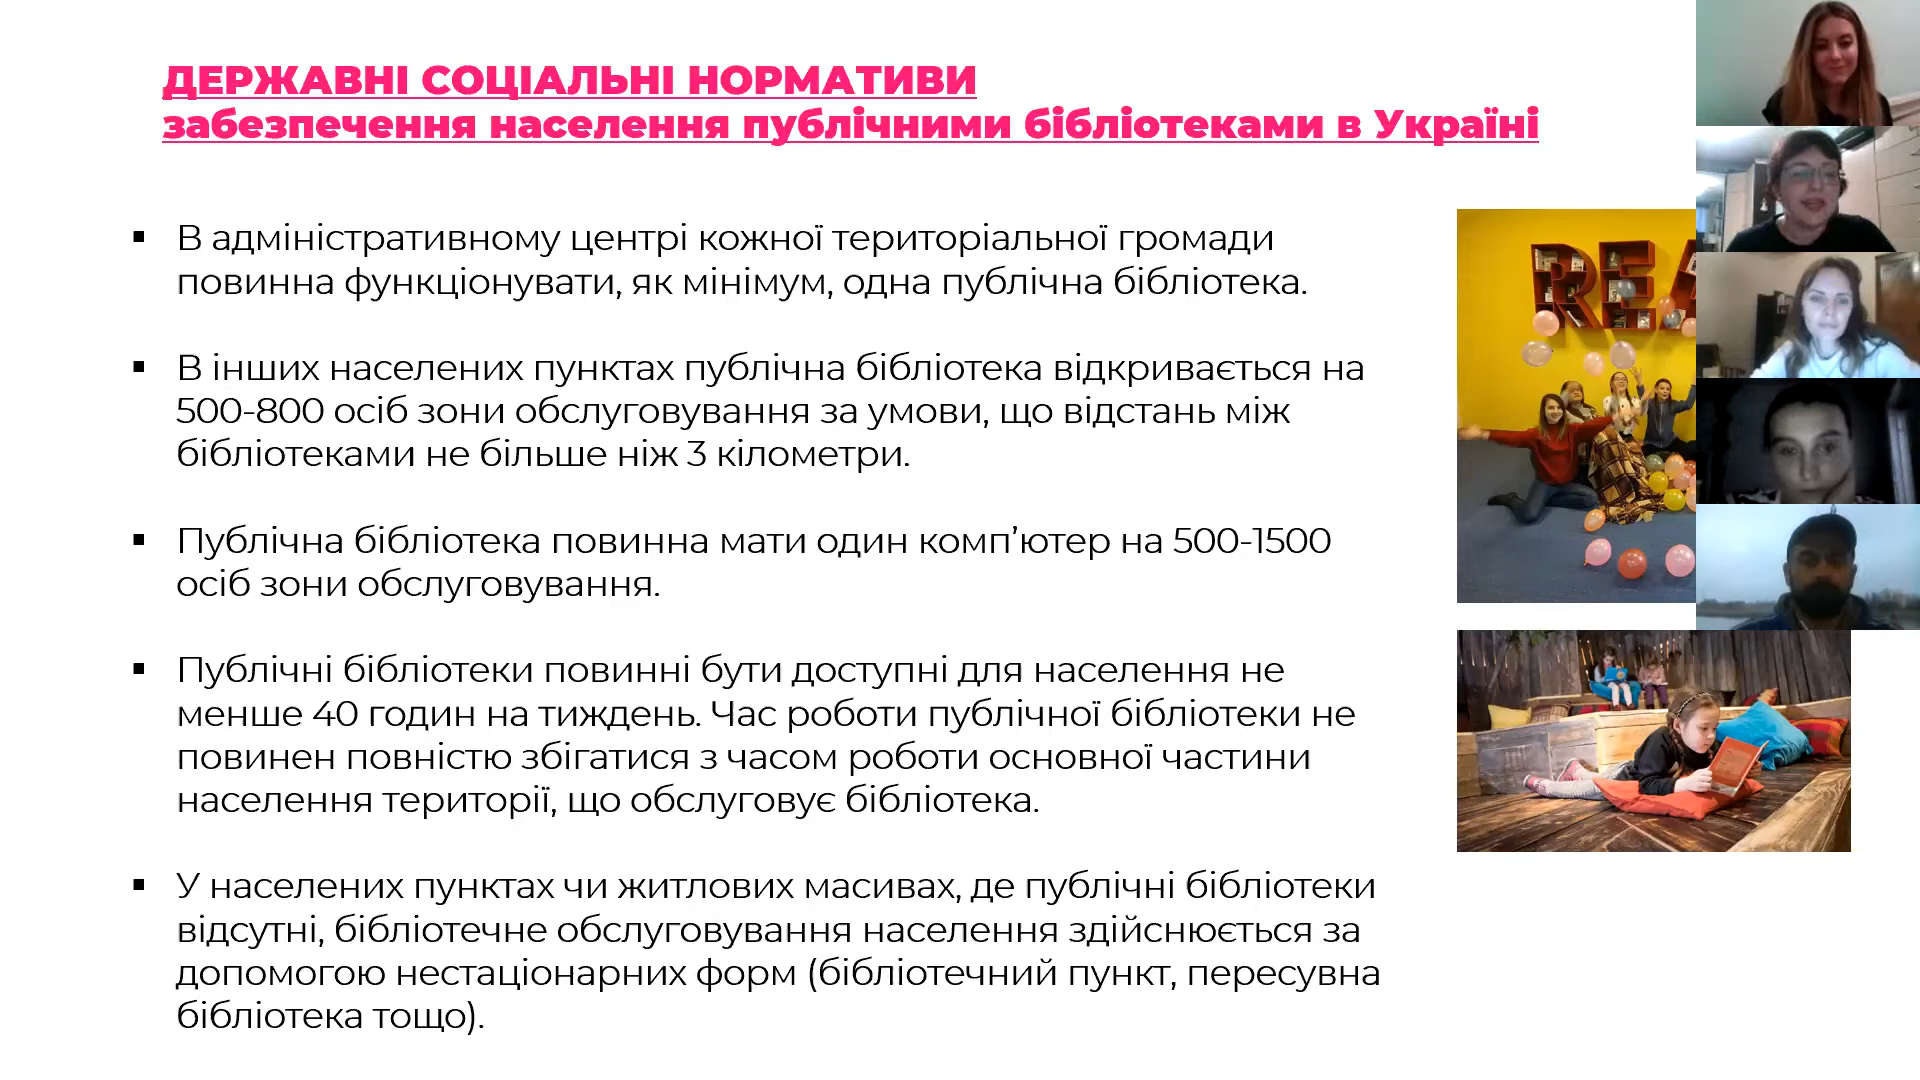 ДЕРЖАВНІ СОЦІАЛЬНІ НОРМАТИВИ
забезпечення населення публічними бібліотеками в Україні
▪ В адміністративному центрі кожної територіальної громади
повинна функціонувати, як мінімум, одна публічна бібліотека.
▪ В інших населених пунктах публічна бібліотека відкривається на
500-800 осіб зони обслуговування за умови, що відстань між
бібліотеками не більше ніж 3 кілометри.
▪ Публічна бібліотека повинна мати один комп’ютер на 500-1500
осіб зони обслуговування.
▪ Публічні бібліотеки повинні бути доступні для населення не
менше 40 годин на тиждень. Час роботи публічної бібліотеки не
повинен повністю збігатися з часом роботи основної частини
населення території, що обслуговує бібліотека.
▪ У населених пунктах чи житлових масивах, де публічні бібліотеки
відсутні, бібліотечне обслуговування населення здійснюється за
допомогою нестаціонарних форм (бібліотечний пункт, пересувна
бібліотека тощо).
REA